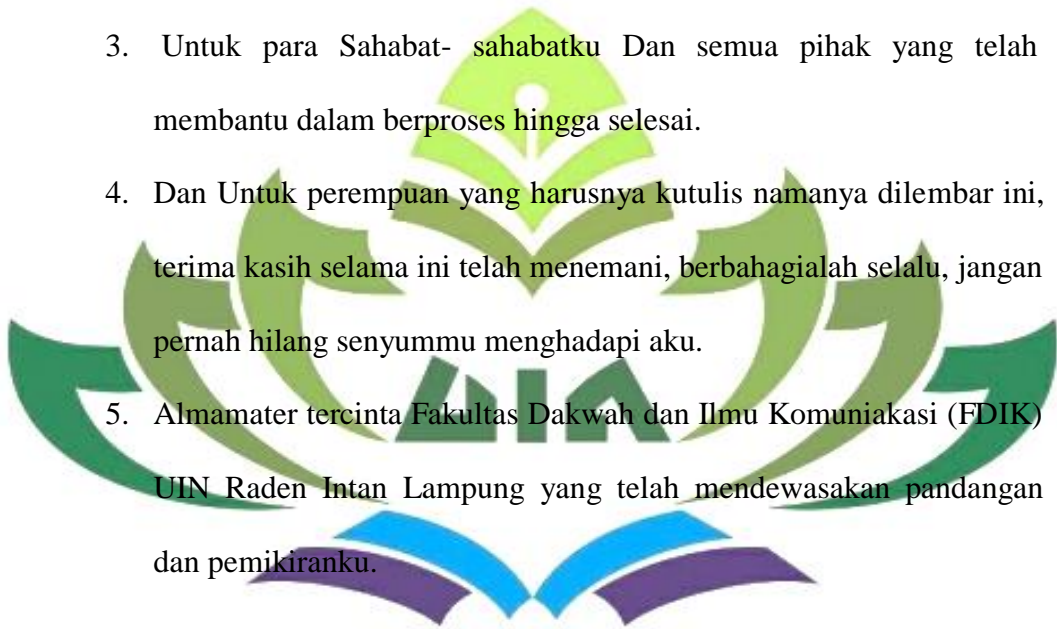 3. Untuk para Sahabat- sahabatku Dan semua pihak yang telah
membantu dalam berproses hingga selesai.
4. Dan Untuk perempuan yang harusnya kutulis namanya dilembar ini,
terima kasih selama ini telah menemani, berbahagialah selalu, jangan
pernah hilang senyummu menghadapi aku.
UIN
5. Almamater tercinta Fakultas Dakwah dan Ilmu Komuniakasi (FDIK)
UIN Raden Intan Lampung yang telah mendewasakan pandangan
dan pemikiranku.